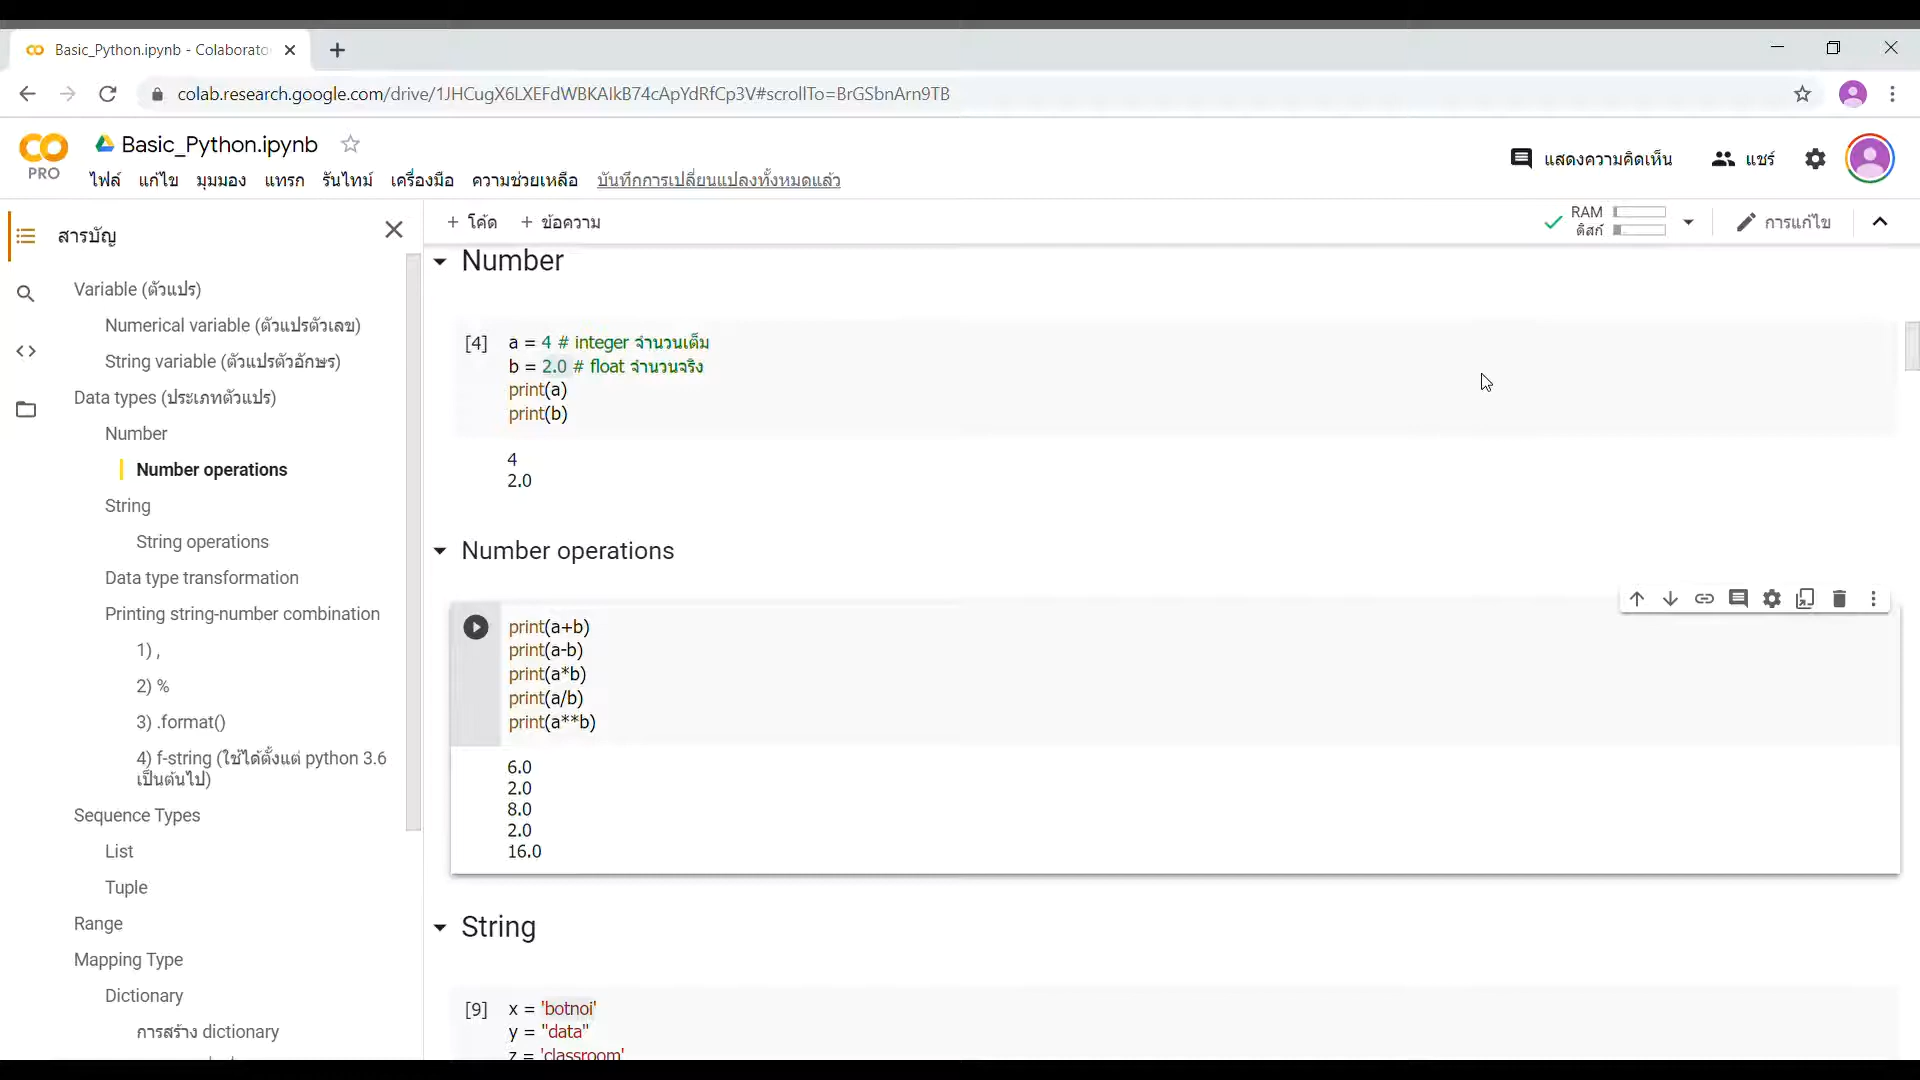 Basic_Python.ipynb - Colaborato
colab.research.google.com/drive/1JHCugX6LXEFdWBKAIkB74cApYdRfCp3V#scrollTo=BrGSbnArn9TB
PRO
Basic_Python.ipynb
ไฟล์ แก้ไข มุมมอง แทรก รันไทม์ เครื่องมือ ความช่วยเหลือ บันทึกการเปลี่ยนแปลงทั้งหมดแล้ว
แสดงความคิดเห็น แชร์
สารบัญ
Variable (ตัวแปร)
Numerical variable (ตัวแปรตัวเลข)
String variable (ตัวแปรตัวอักษร)
Data types (ประเภทตัวแปร)
Number
Number operations
String
String operations
Data type transformation
Printing string-number combination
1) ,
2) %
3) .format()
4) f-string (ใช้ได้ตั้งแต่ python 3.6
เป็นต้นไป)
Sequence Types
List
Tuple
Range
Mapping Type
Dictionary
การสร้าง dictionary
+ โค้ด + ข้อความ
RAM
ดิสก์
การแก้ไข
Number
[4] a = 4 # integer จำนวนเต็ม
b = 2.0 # float จำนวนจริง
print(a)
print(b)
4
2.0
Number operations
print(a+b)
print(a-b)
print(a*b)
print(a/b)
print(a**b)
6.0
2.0
8.0
2.0
16.0
String
[9] x = 'botnoi'
y = "data"
z = 'classroom'